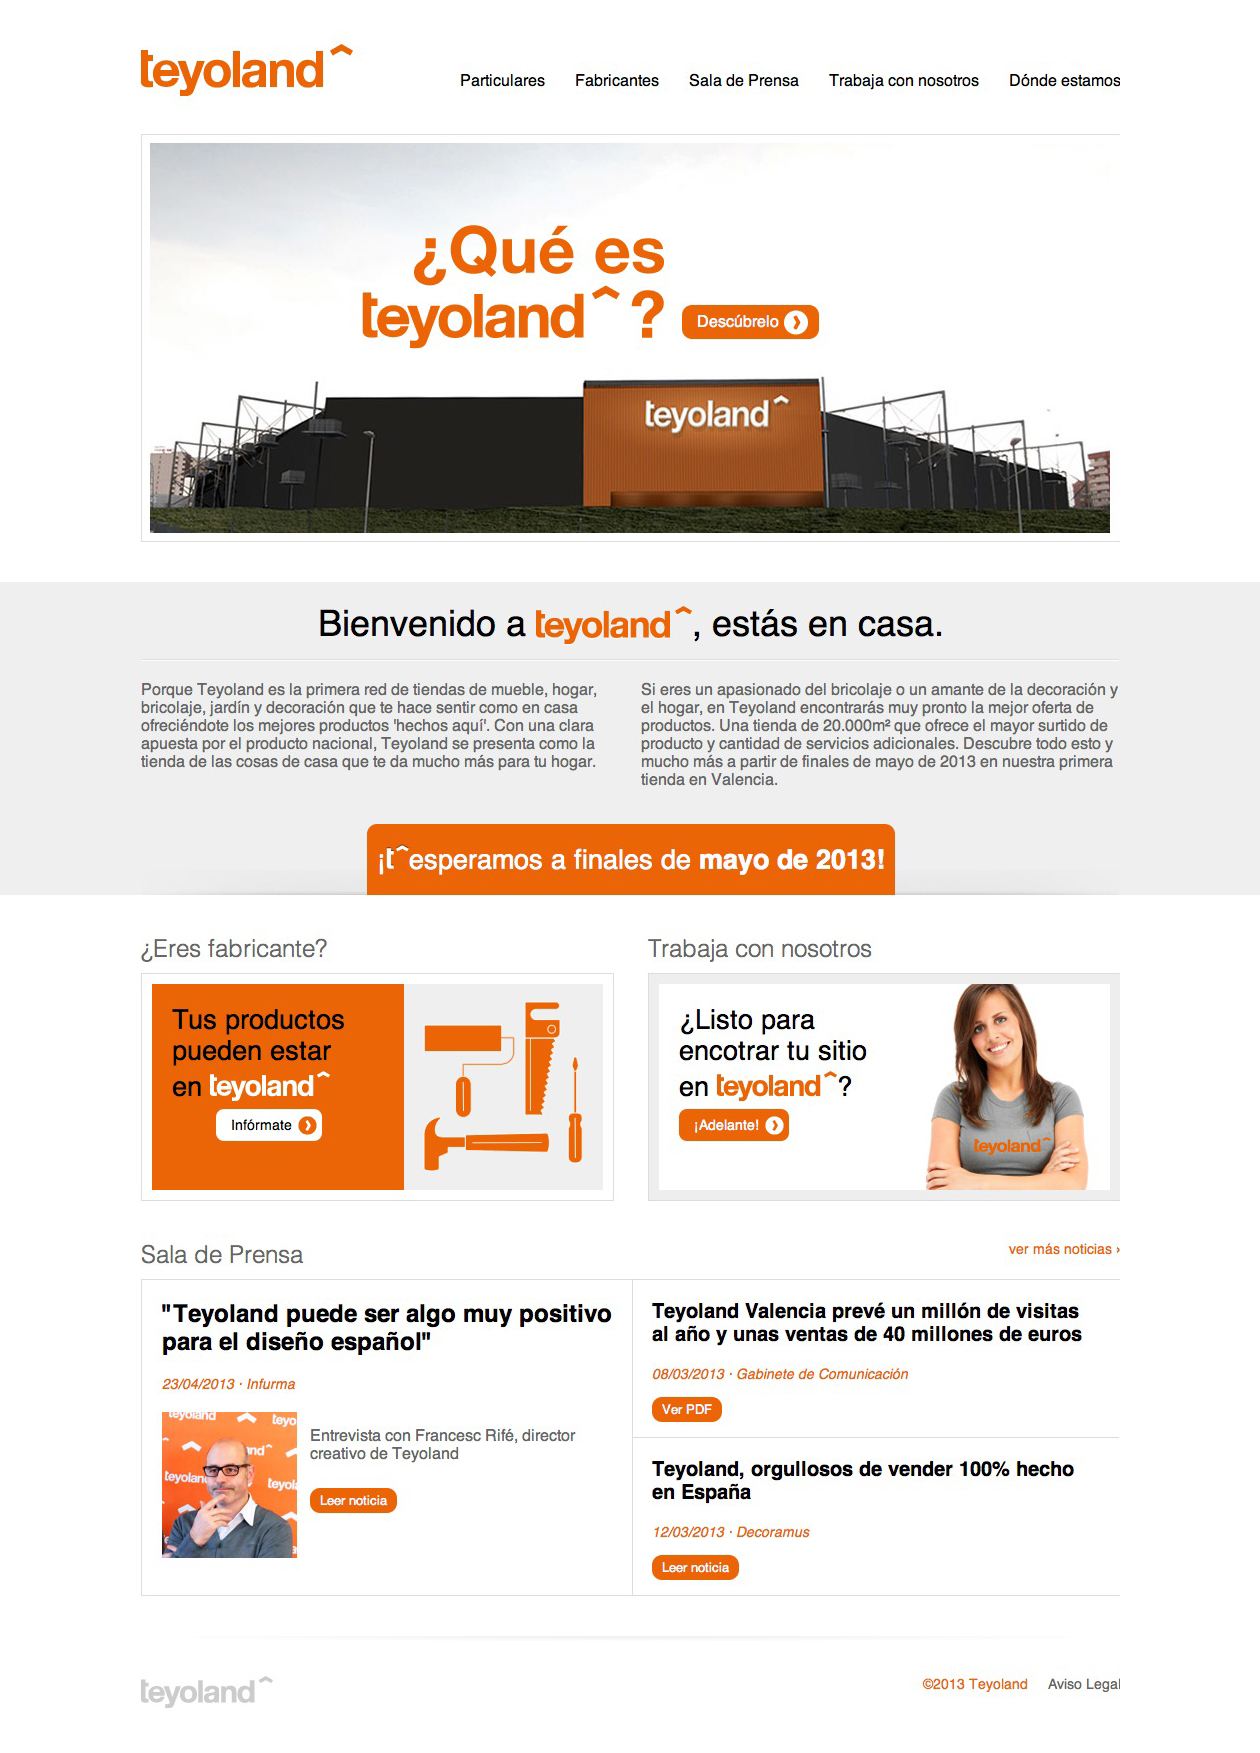 teyoland
Particulares Fabricantes Sala de Prensa Trabaja con nosotros Dónde estamos
¿Qué es
teyoland ?
Descúbrelo
teyoland
Bienvenido a teyoland, estás en casa.
Porque Teyoland es la primera red de tiendas de mueble, hogar,
bricolaje, jardín y decoración que te hace sentir como en casa
ofreciéndote los mejores productos 'hechos aquí'. Con una clara
apuesta por el producto nacional, Teyoland se presenta como la
tienda de las cosas de casa que te da mucho más para tu hogar.
Si eres un apasionado del bricolaje o un amante de la decoración y
el hogar, en Teyoland encontrarás muy pronto la mejor oferta de
productos. Una tienda de 20.000m² que ofrece el mayor surtido de
producto y cantidad de servicios adicionales. Descubre todo esto y
mucho más a partir de finales de mayo de 2013 en nuestra primera
tienda en Valencia.
¡t^esperamos a finales de mayo de 2013!
¿Eres fabricante?
Tus productos
pueden estar
en teyoland
Infórmate
Trabaja con nosotros
¿Listo para
encotrar tu sitio
en teyoland?
¡Adelante!
teyoland
Sala de Prensa
ver más noticias ›
"Teyoland puede ser algo muy positivo
para el diseño español"
23/04/2013 · Infurma
teyoland
teyo
nd
teyoland
teyol
Entrevista con Francesc Rifé, director
creativo de Teyoland
Leer noticia
Teyoland Valencia prevé un millón de visitas
al año y unas ventas de 40 millones de euros
08/03/2013 · Gabinete de Comunicación
Ver PDF
Teyoland, orgullosos de vender 100% hecho
en España
12/03/2013 · Decoramus
Leer noticia
teyoland
©2013 Teyoland Aviso Legal